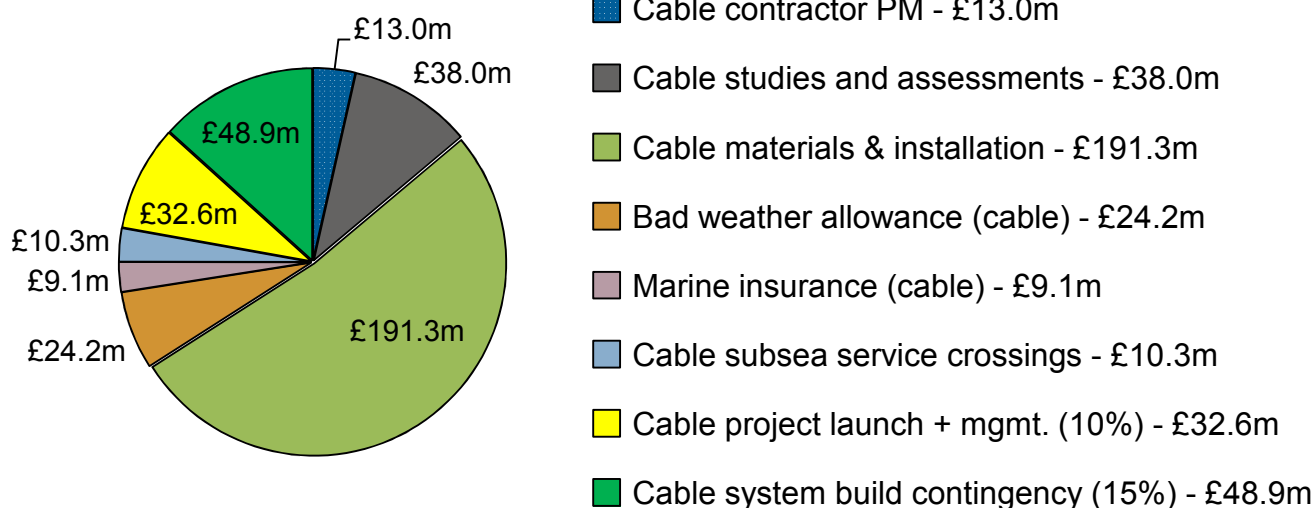 £13.0m
£38.0m
£48.9m
£32.6m
£10.3m
£9.1m
£24.2m
£191.3m
Cable contractor PM - £13.0m
Cable studies and assessments - £38.0m
Cable materials & installation - £191.3m
Bad weather allowance (cable) - £24.2m
Marine insurance (cable) - £9.1m
Cable subsea service crossings - £10.3m
Cable project launch + mgmt. (10%) - £32.6m
Cable system build contingency (15%) - £48.9m